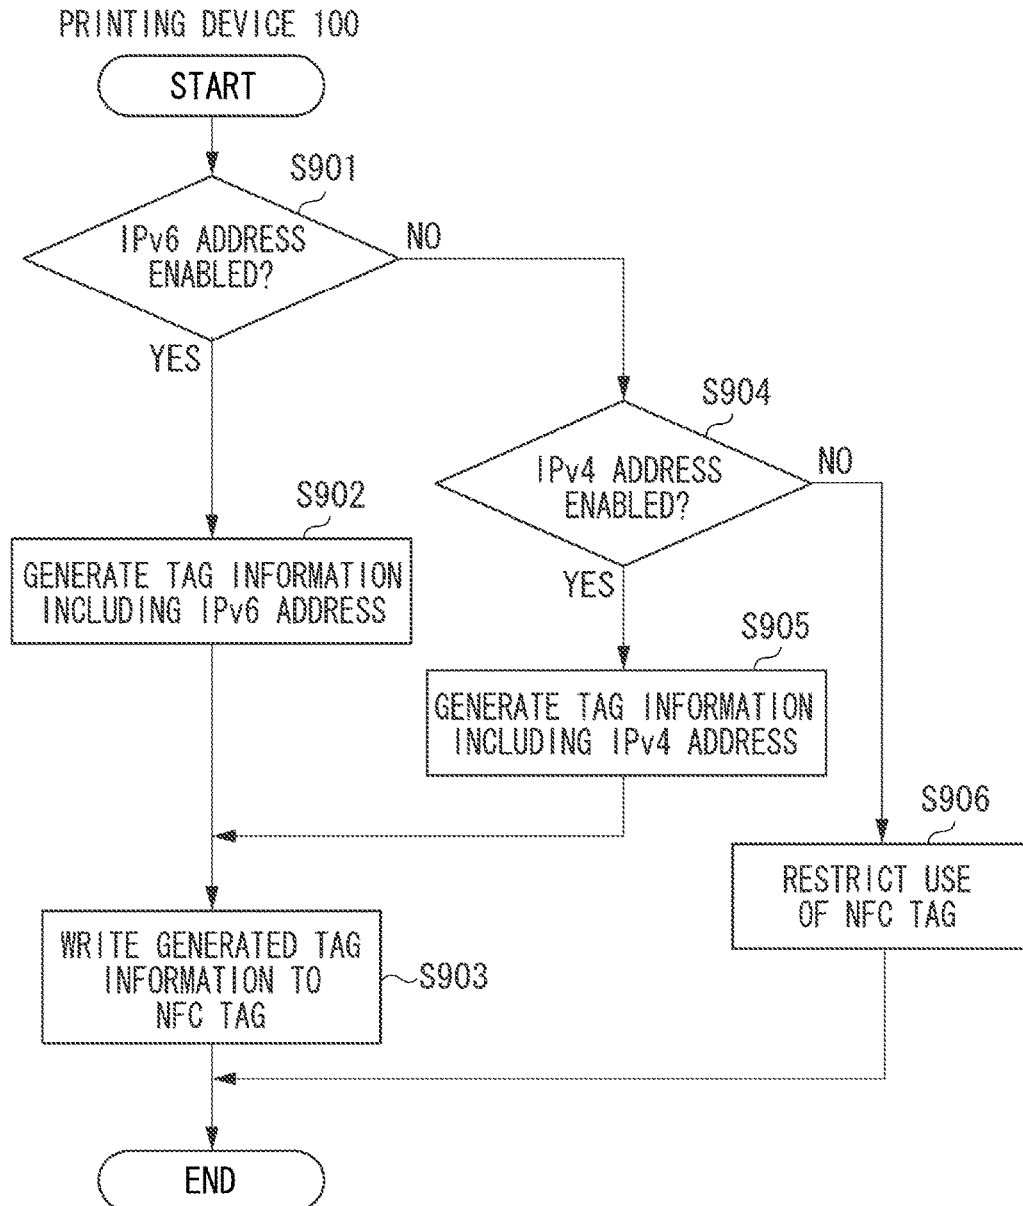 PRINTING DEVICE 100
START
S901
IPv6 ADDRESS
ENABLED?
NO
YES
S904
IPv4 ADDRESS
ENABLED?
NO
YES
S902
GENERATE TAG INFORMATION
INCLUDING IPv6 ADDRESS
S905
GENERATE TAG INFORMATION
INCLUDING IPv4 ADDRESS
S906
RESTRICT USE
OF NFC TAG
WRITE GENERATED TAG
INFORMATION TO
NFC TAG
S903
END